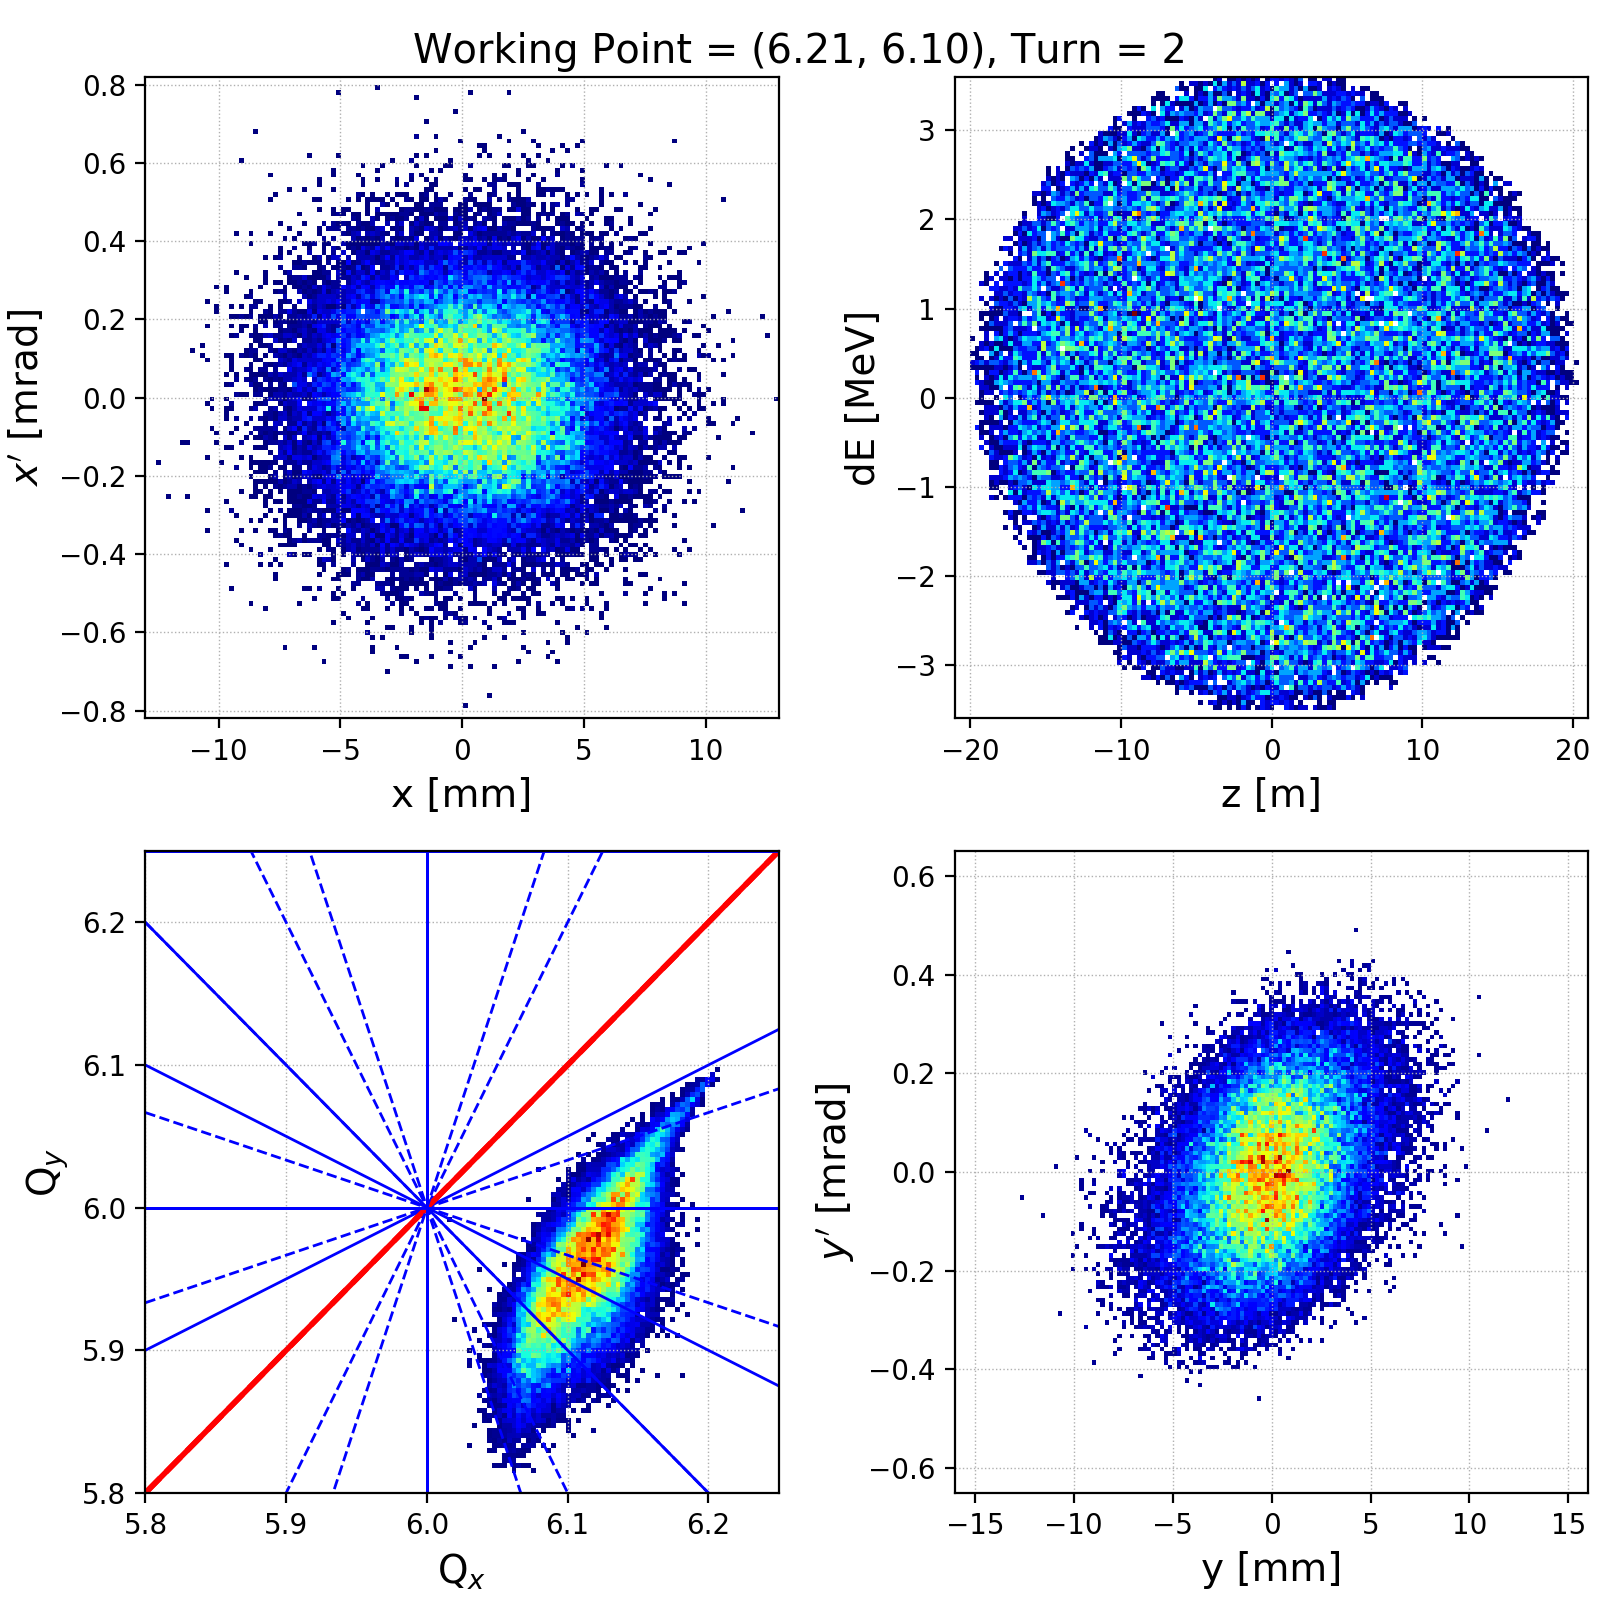 Working Point = (6.21, 6.10), Turn = 2
0.8
0.6
0.4
0.2
0.0
−0.2
−0.4
−0.6
−0.8
x′ [mrad]
−10 −5 0 5 10
x [mm]
3
2
1
0
−1
−2
−3
dE [MeV]
−20 −10 0 10 20
z [m]
6.2
6.1
6.0
5.9
5.8
Qy
5.8 5.9 6.0 6.1 6.2
Qx
0.6
0.4
0.2
0.0
−0.2
−0.4
−0.6
y′ [mrad]
−15 −10 −5 0 5 10 15
y [mm]